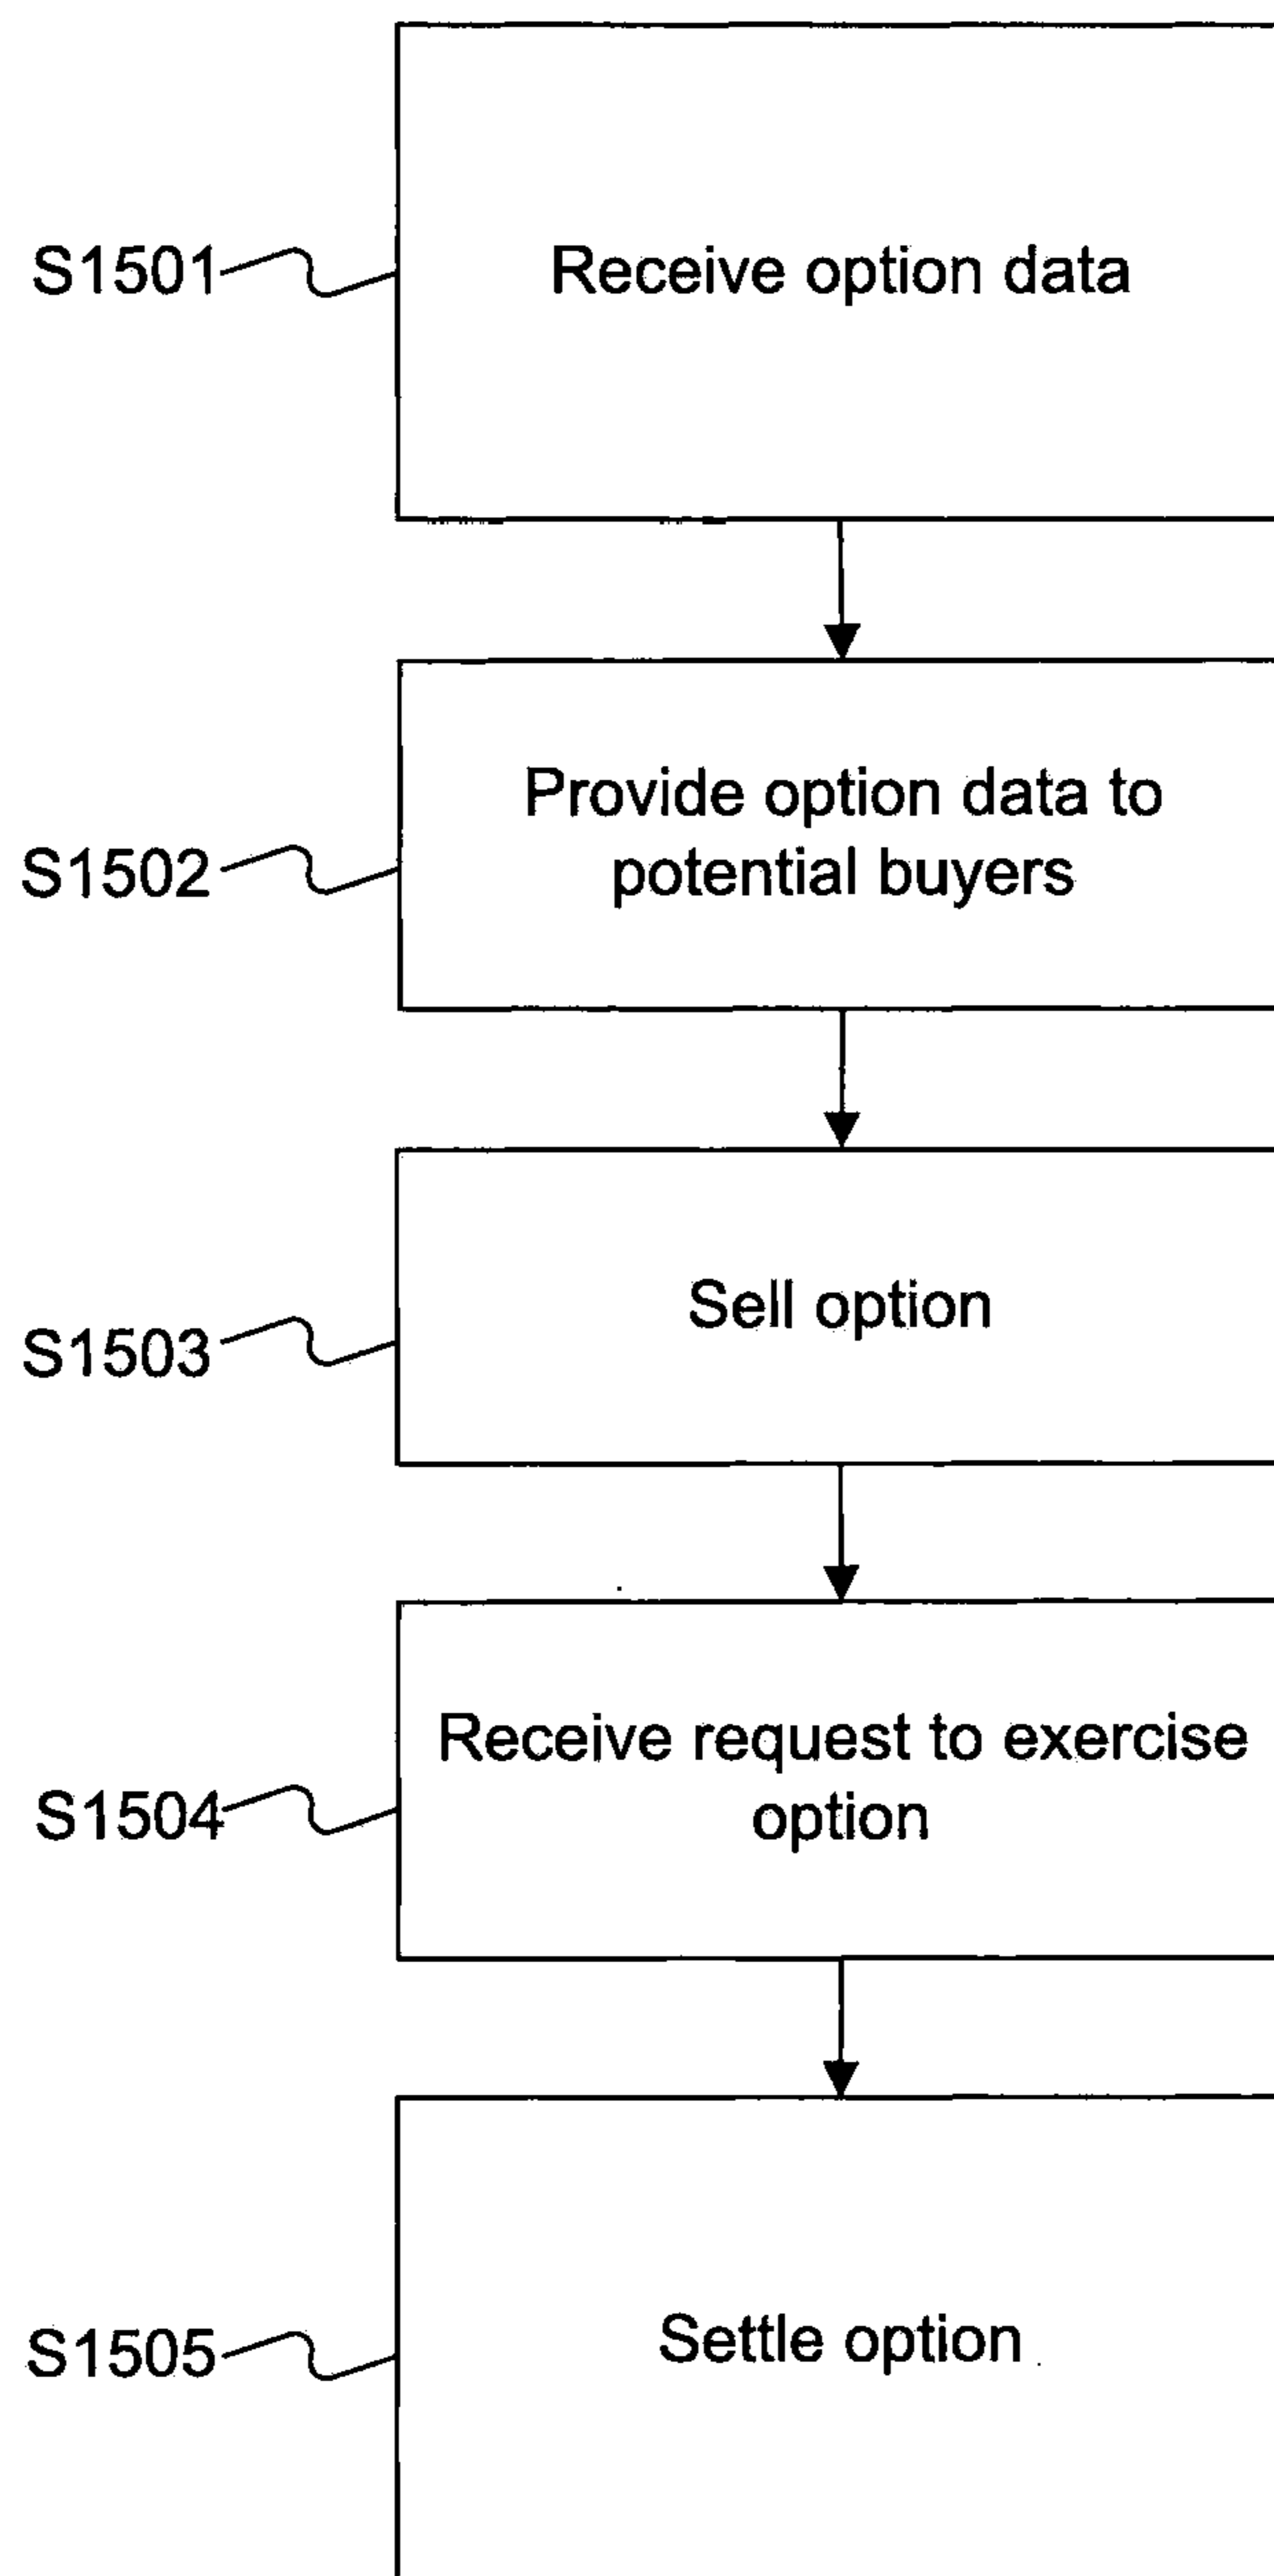 S1501
Receive option data
Provide option data to
potential buyers
S1502
Sell option
S1503
Receive request to exercise
option
S1504
Settle option
S1505